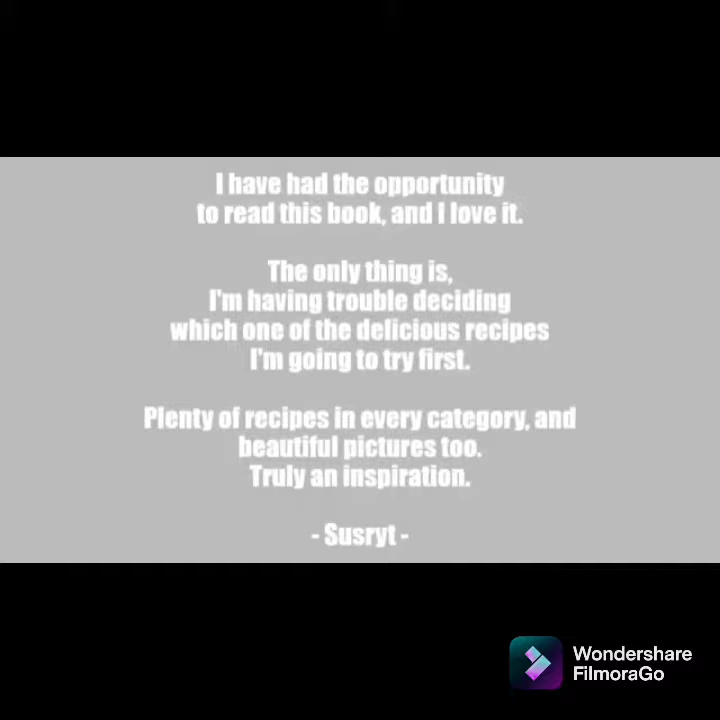 I have had the opportunity
to read this book, and I love it.
The only thing is,
I'm having trouble deciding
which one of the delicious recipes
I'm going to try first.
Plenty of recipes in every category, and
beautiful pictures too.
Truly an inspiration.
- Susryt -
Wondershare
FilmoraGo